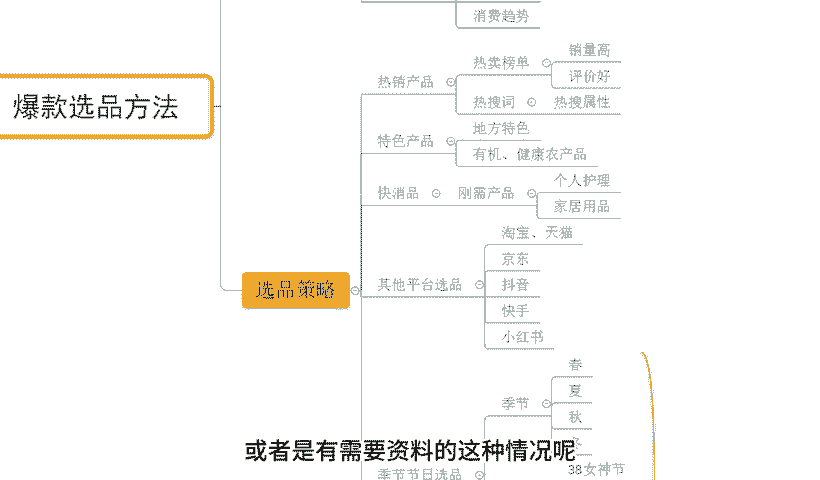 消费趋势
爆款选品方法
选品策略
热销产品
热卖榜单
销量高
评价好
热搜词
热搜属性
特色产品
地方特色
有机、健康农产品
快消品
刚需产品
个人护理
家居用品
其他平台选品
淘宝、天猫
京东
抖音
快手
小红书
季节节日选品
季节
春
夏
秋
38女神节
或者是有需要资料的这种情况呢